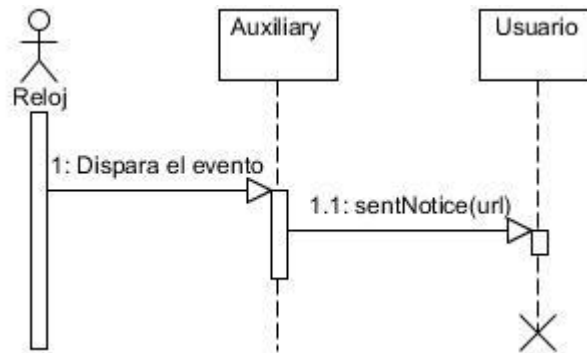 Auxiliary
Usuario
Reloj
1: Dispara el evento
1.1: sentNotice(url)